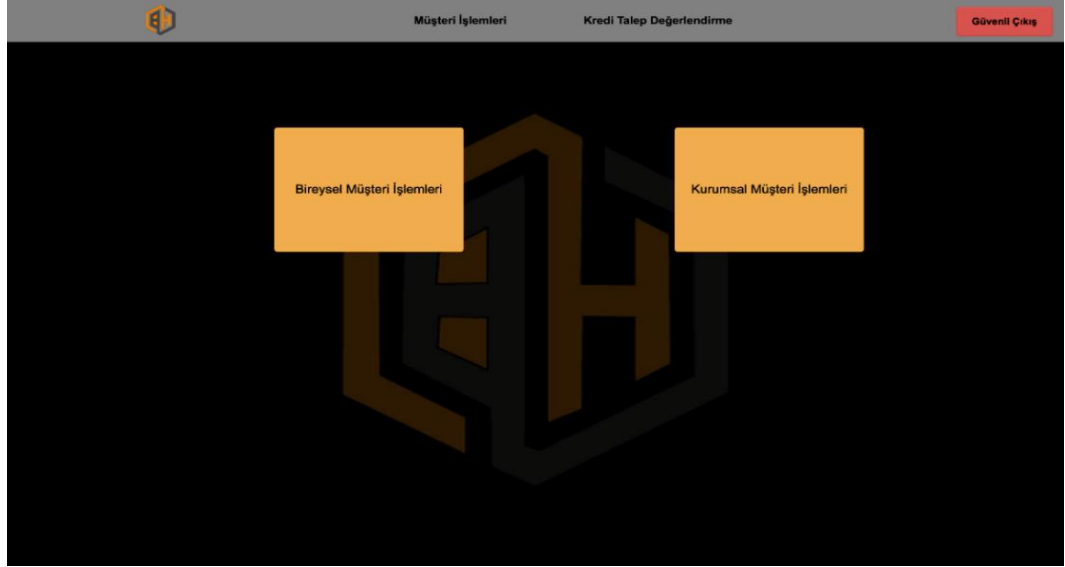 Müşteri İşlemleri
Kredi Talep Değerlendirme
Güvenli Çıkış
Bireysel Müşteri İşlemleri
Kurumsal Müşteri İşlemleri